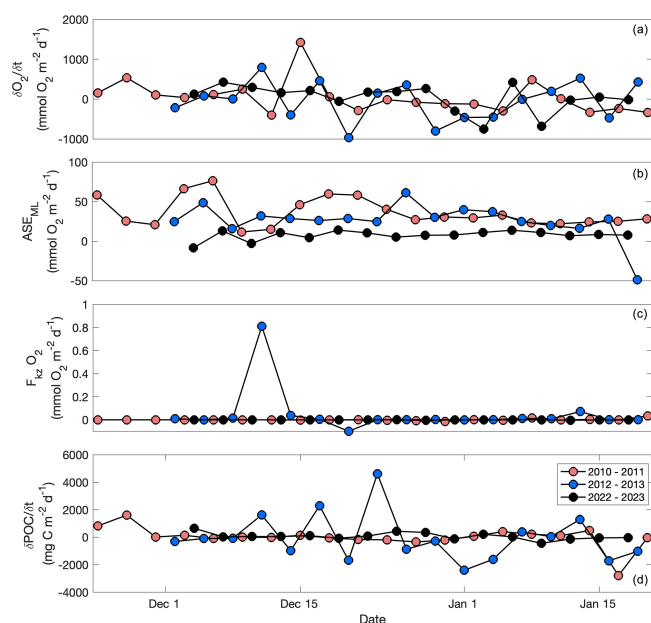 2000
1000
0
-1000
δO2/δt
(mmol O2 m-2 d-1)
(a)
100
50
0
-50
ASEML
(mmol O2 m-2 d-1)
(b)
1
0.8
0.6
0.4
0.2
0
Fkz O2
(mmol O2 m-2 d-1)
(c)
6000
4000
2000
0
-2000
-4000
δPOC/δt
(mg C m-2 d-1)
2010 - 2011
2012 - 2013
2022 - 2023
(d)
Dec 1 Dec 15 Jan 1 Jan 15
Date